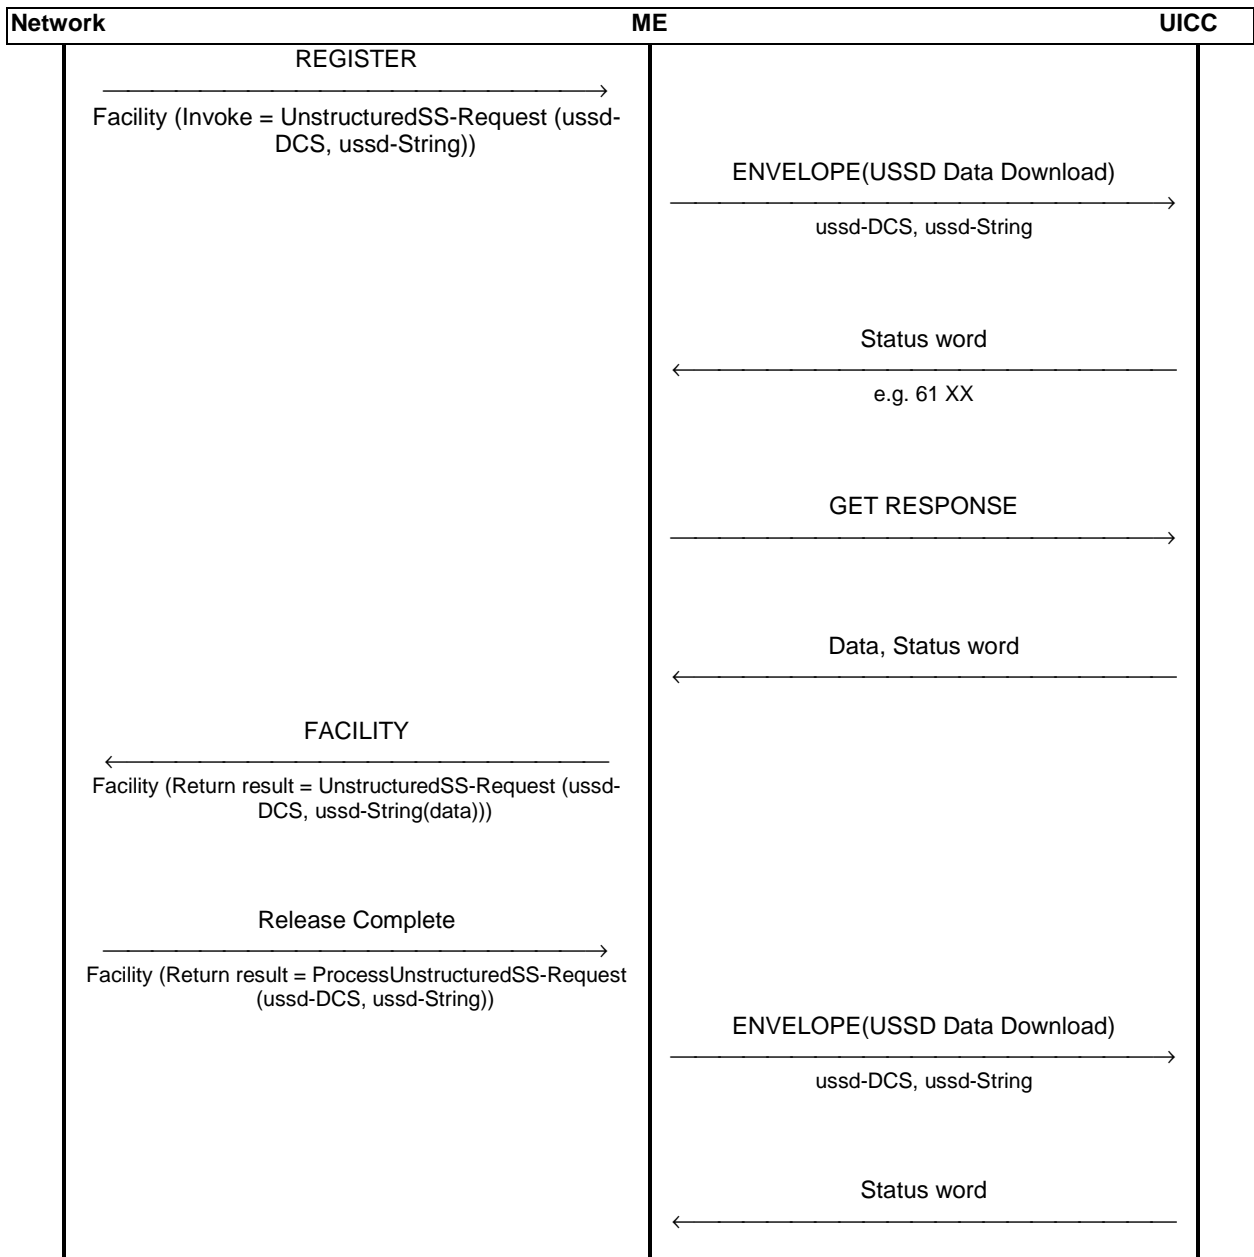 Network ME UICC
REGISTER
Facility (Invoke = UnstructuredSS-Request (ussd-
DCS, ussd-String))
ENVELOPE(USSD Data Download)
ussd-DCS, ussd-String
Status word
e.g. 61 XX
GET RESPONSE
Data, Status word
FACILITY
Facility (Return result = UnstructuredSS-Request (ussd-
DCS, ussd-String(data)))
Release Complete
Facility (Return result = ProcessUnstructuredSS-Request
(ussd-DCS, ussd-String))
ENVELOPE(USSD Data Download)
ussd-DCS, ussd-String
Status word